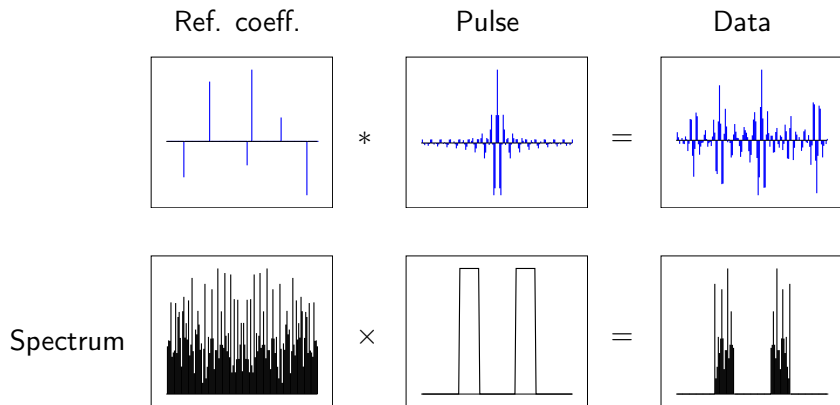 Ref. coeff. Pulse Data
* =
Spectrum × =